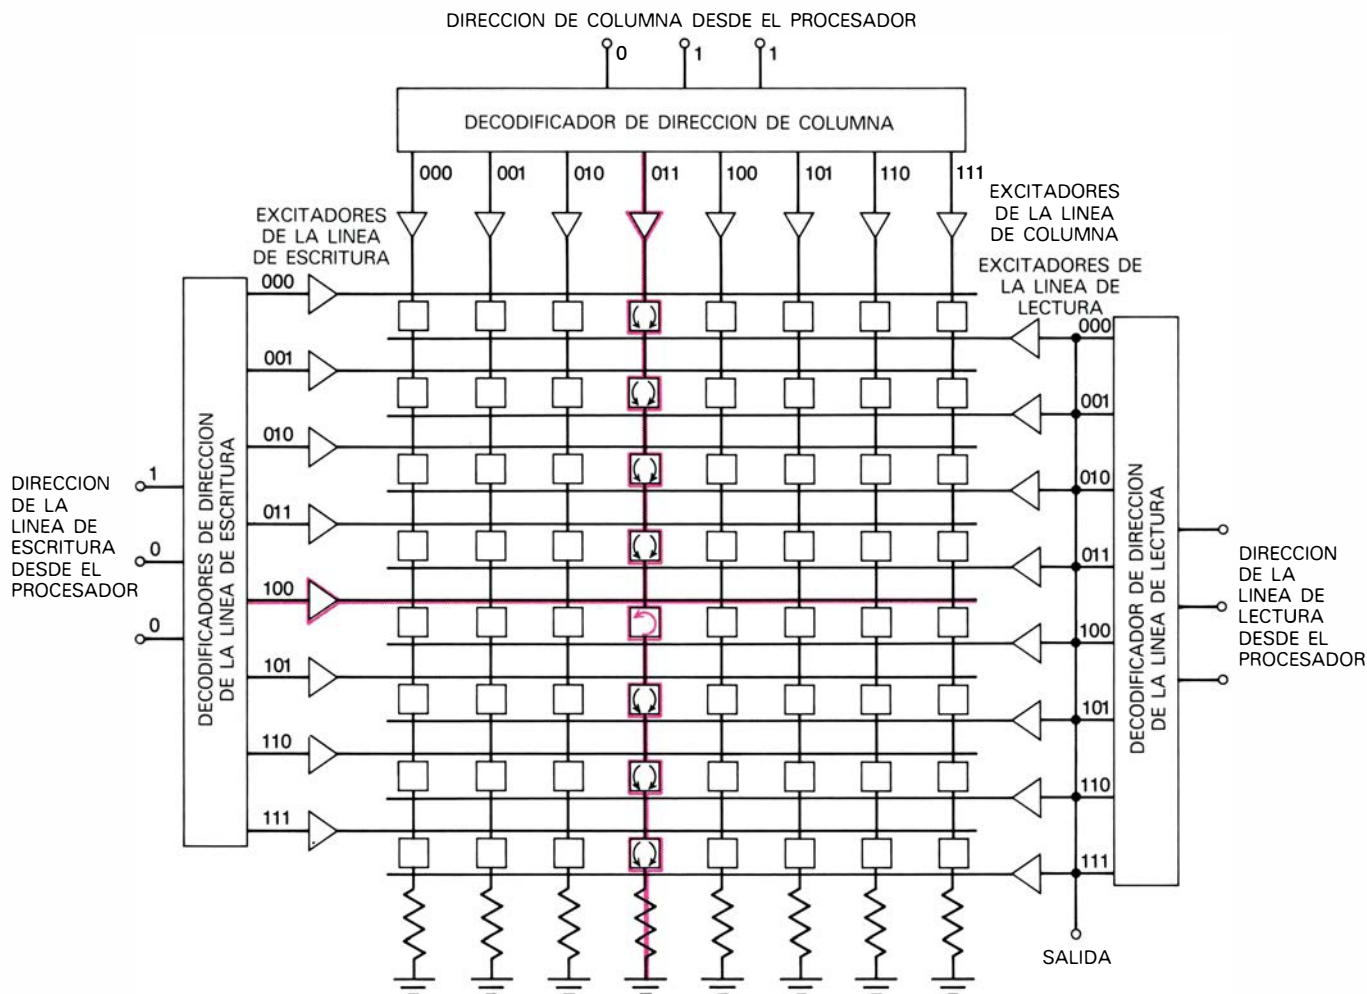 DIRECCION DE COLUMNA DESDE EL PROCESADOR
0 1 1
DECODIFICADOR DE DIRECCION DE COLUMNA
000 001 010 011 100 101 110 111
EXCITADORES
DE LA LINEA
DE ESCRITURA
EXCITADORES
DE LA LINEA
DE COLUMNA
EXCITADORES DE
LA LINEA DE
LECTURA
000
001
010
011
100
101
110
111
DIRECCION
DE LA
LINEA DE
ESCRITURA
DESDE EL
PROCESADOR
1
0
0
DECODIFICADORES DE DIRECCION
DE LA LINEA DE ESCRITURA
000
001
010
011
100
101
110
111
DECODIFICADOR DE DIRECCION
DE LA LINEA DE LECTURA
DIRECCION
DE LA
LINEA DE
LECTURA
DESDE EL
PROCESADOR
SALIDA